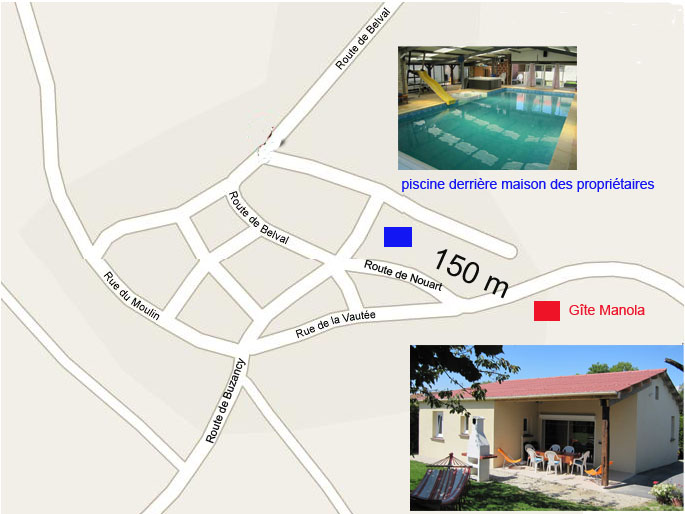 Route de Belval
piscine derrière maison des propriétaires
Route de Belval
150 m
Route de Nouart
Rue du Moulin
Gîte Manola
Rue de la Vautée
Route de Buzancy